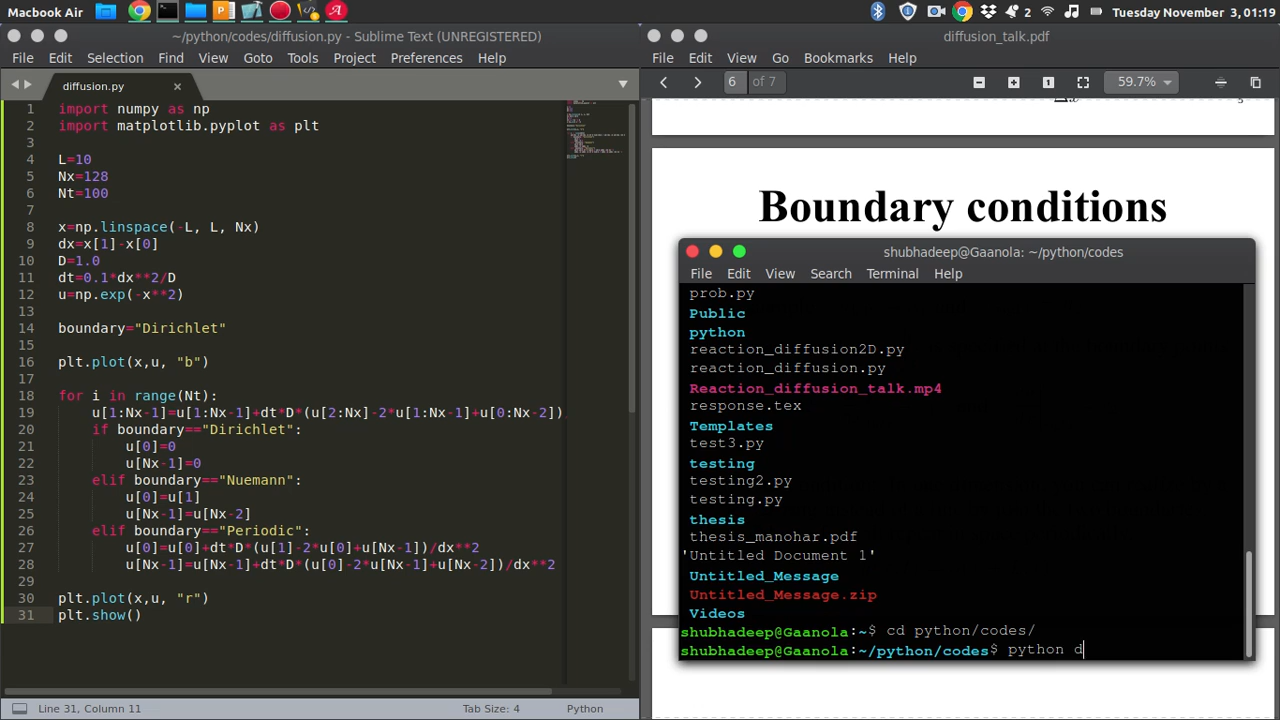 Macbook Air
2
Tuesday November 3, 01:19
~/python/codes/diffusion.py - Sublime Text (UNREGISTERED)
File Edit Selection Find View Goto Tools Project Preferences Help
diffusion.py
1 import numpy as np
2 import matplotlib.pyplot as plt
3
4 L=10
5 Nx=128
6 Nt=100
7
8 x=np.linspace(-L, L, Nx)
9 dx=x[1]-x[0]
10 D=1.0
11 dt=0.1*dx**2/D
12 u=np.exp(-x**2)
13
14 boundary="Dirichlet"
15
16 plt.plot(x,u, "b")
17
18 for i in range(Nt):
19 u[1:Nx-1]=u[1:Nx-1]+dt*D*(u[2:Nx]-2*u[1:Nx-1]+u[0:Nx-2])
20 if boundary=="Dirichlet":
21 u[0]=0
22 u[Nx-1]=0
23 elif boundary=="Nuemann":
24 u[0]=u[1]
25 u[Nx-1]=u[Nx-2]
26 elif boundary=="Periodic":
27 u[0]=u[0]+dt*D*(u[1]-2*u[0]+u[Nx-1])/dx**2
28 u[Nx-1]=u[Nx-1]+dt*D*(u[0]-2*u[Nx-1]+u[Nx-2])/dx**2
29
30 plt.plot(x,u, "r")
31 plt.show()
Line 31, Column 11
Tab Size: 4
Python
diffusion_talk.pdf
File Edit View Go Bookmarks Help
6 of 7
59.7%
Boundary conditions
shubhadeep@Gaanola: ~/python/codes
File Edit View Search Terminal Help
prob.py
Public
python
reaction_diffusion2D.py
reaction_diffusion.py
Reaction_diffusion_talk.mp4
response.tex
Templates
test3.py
testing
testing2.py
testing.py
thesis
thesis_manohar.pdf
'Untitled Document 1'
Untitled_Message
Untitled_Message.zip
Videos
shubhadeep@Gaanola:~$ cd python/codes/
shubhadeep@Gaanola:~/python/codes$ python d